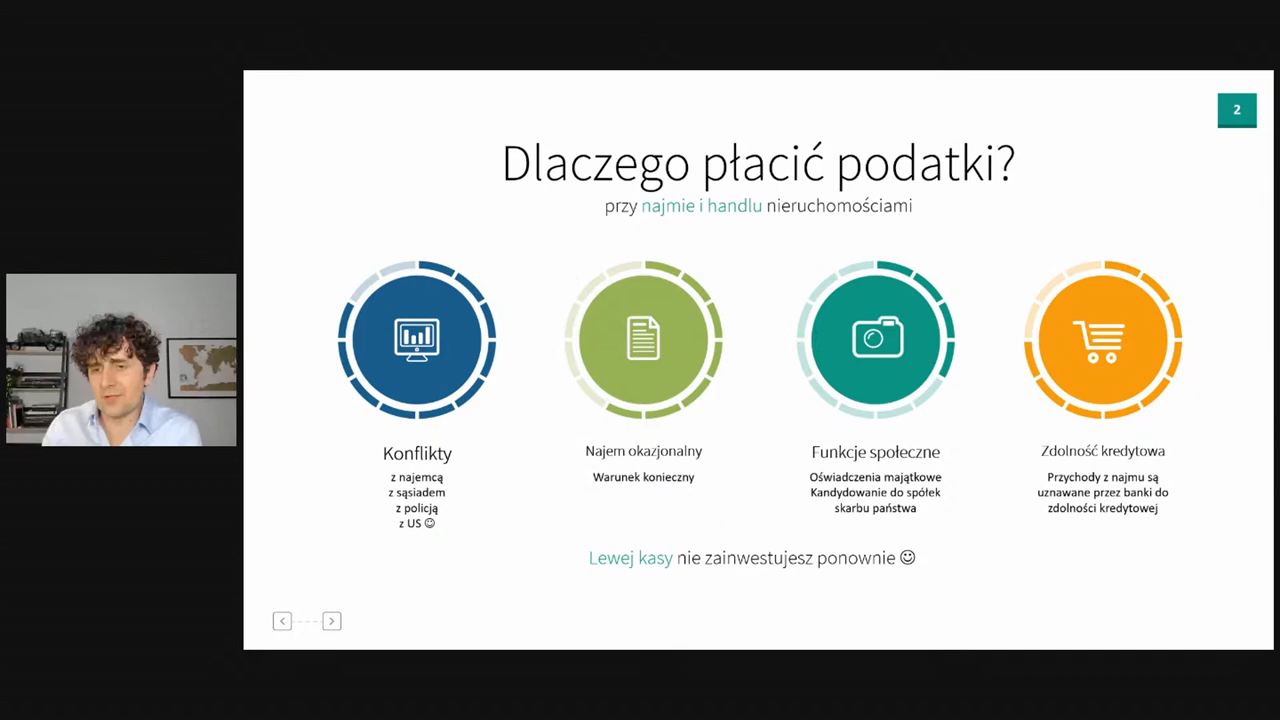 2
Dlaczego płacić podatki?
przy najmie i handlu nieruchomościami
Konflikty
z najemcą
z sąsiadem
z policją
z US ☺
Najem okazjonalny
Warunek konieczny
Funkcje społeczne
Oświadczenia majątkowe
Kandydowanie do spółek
skarbu państwa
Zdolność kredytowa
Przychody z najmu są
uznawane przez banki do
zdolności kredytowej
Lewej kasy nie zainwestujesz ponownie ☺